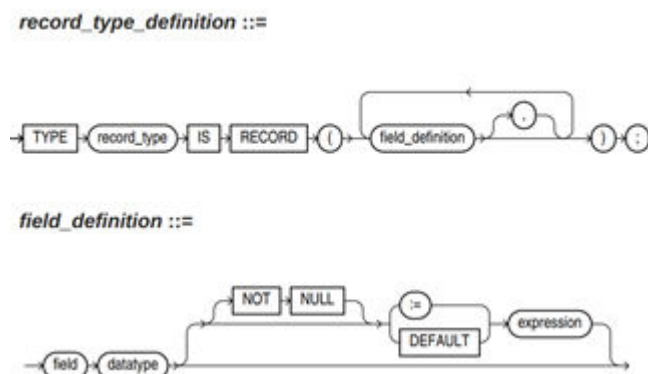 record_type_definition ::=
TYPE record_type IS RECORD ( field_definition , ) ;
field_definition ::=
NOT NULL := DEFAULT expression
field datatype